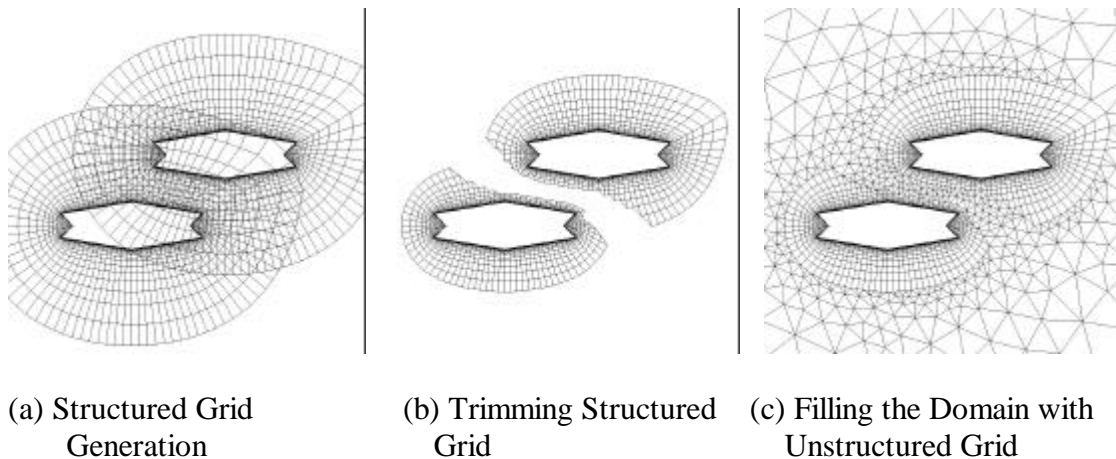 (a) Structured Grid
Generation
(b) Trimming Structured
Grid
(c) Filling the Domain with
Unstructured Grid